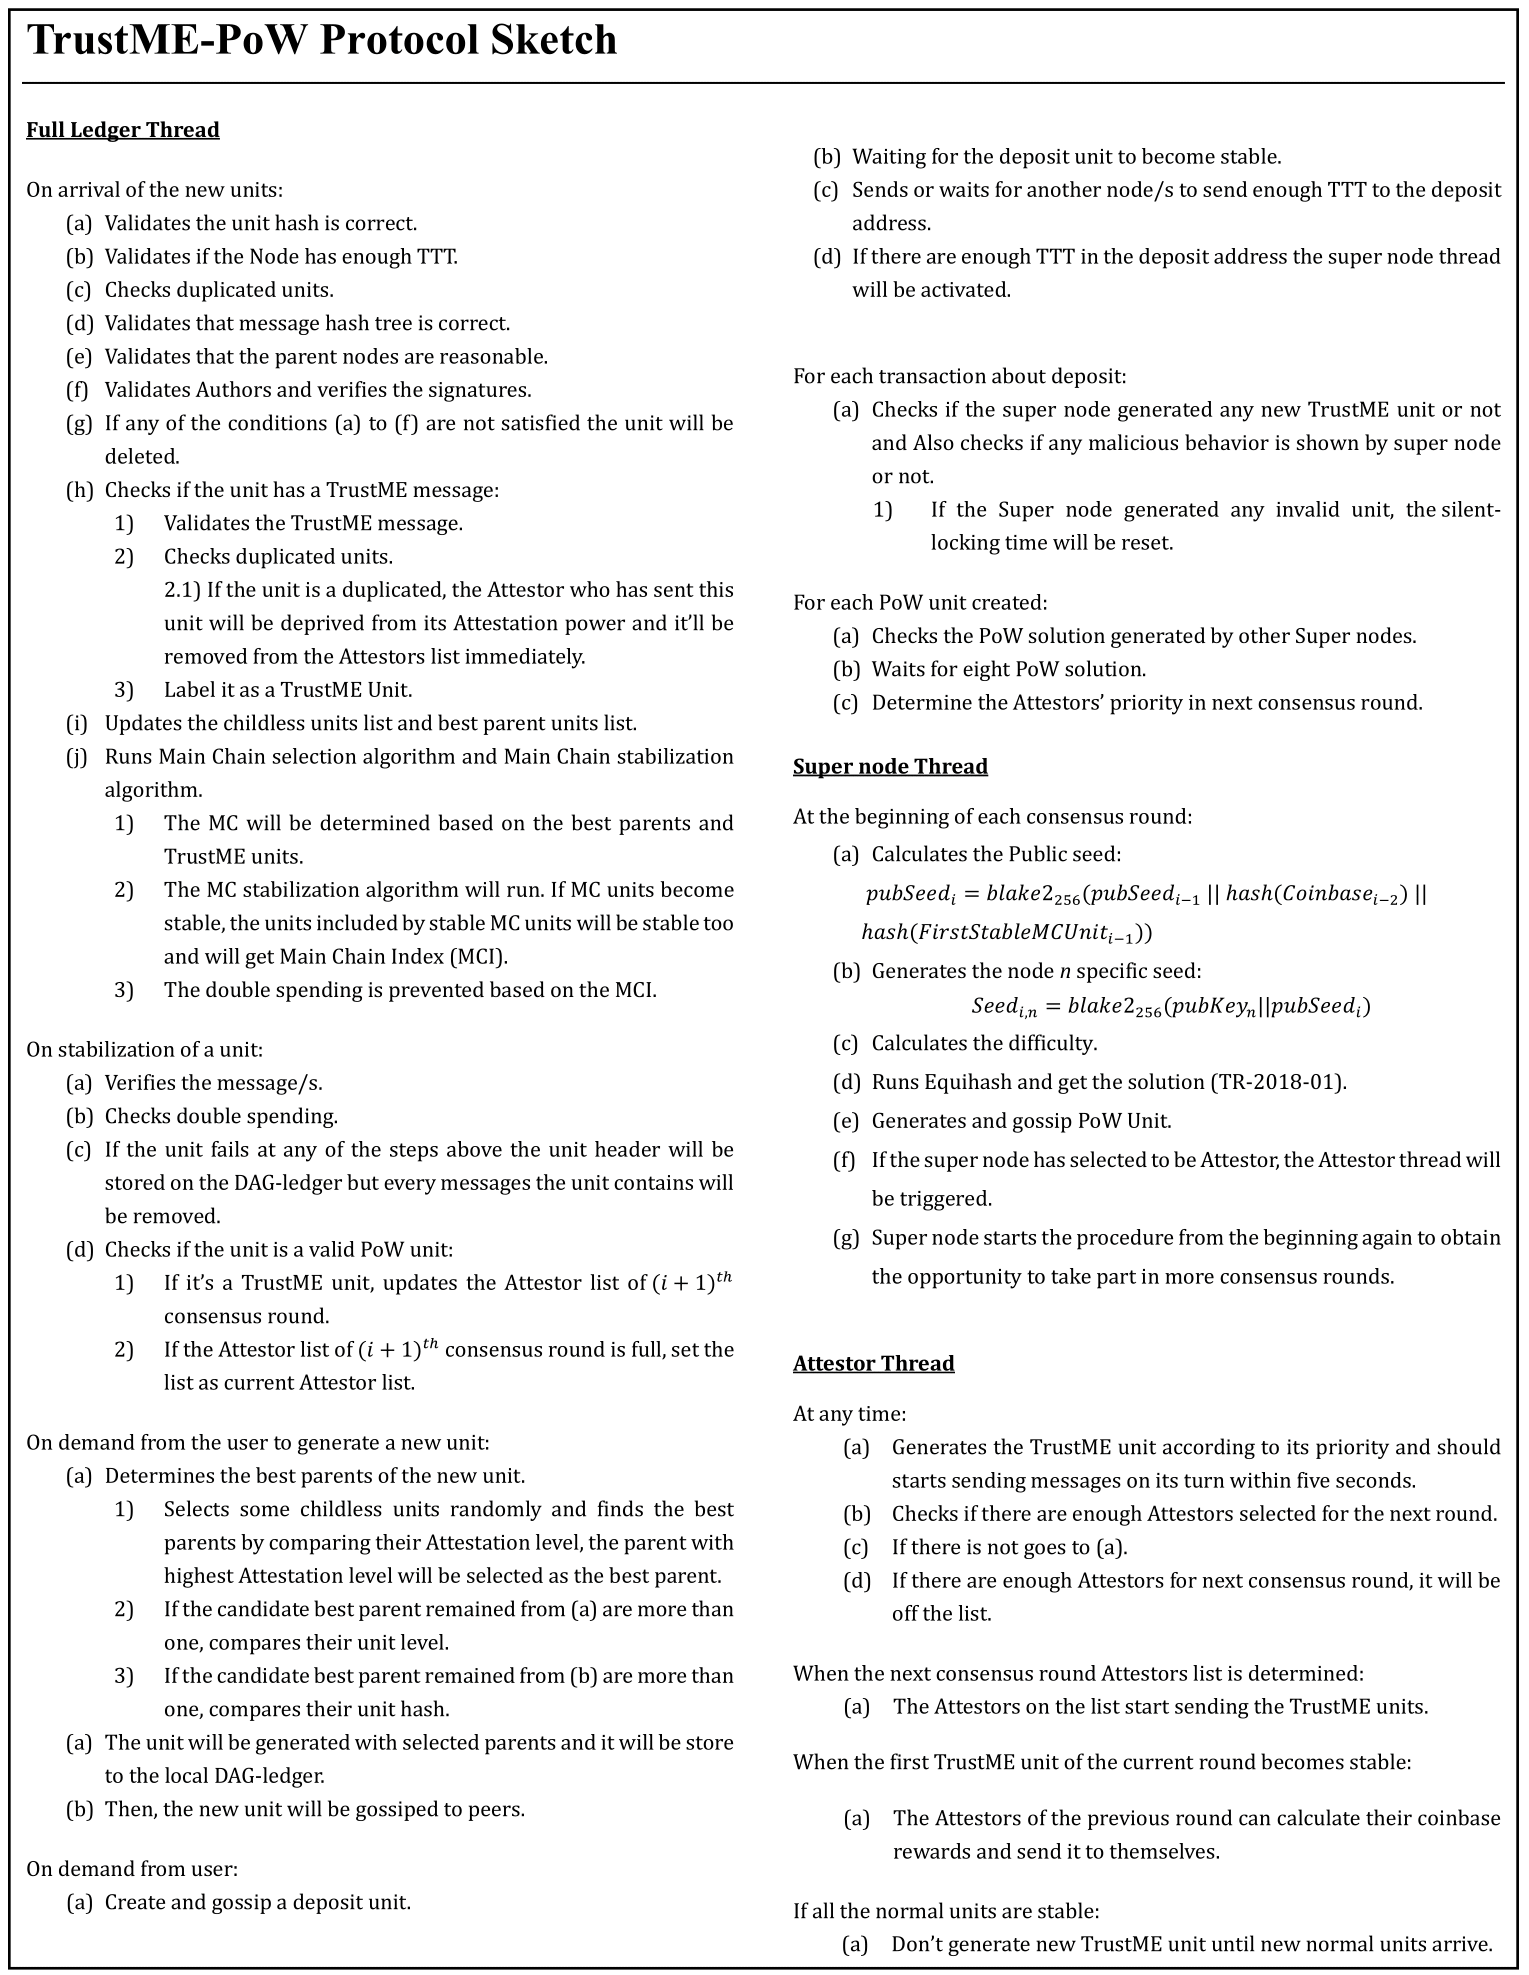 TrustME-PoW Protocol Sketch
Full Ledger Thread
On arrival of the new units:
(a) Validates the unit hash is correct.
(b) Validates if the Node has enough TTT.
(c) Checks duplicated units.
(d) Validates that message hash tree is correct.
(e) Validates that the parent nodes are reasonable.
(f) Validates Authors and verifies the signatures.
(g) If any of the conditions (a) to (f) are not satisfied the unit will be
deleted.
(h) Checks if the unit has a TrustME message:
1) Validates the TrustME message.
2) Checks duplicated units.
2.1) If the unit is a duplicated, the Attestor who has sent this
unit will be deprived from its Attestation power and it’ll be
removed from the Attestors list immediately.
3) Label it as a TrustME Unit.
(i) Updates the childless units list and best parent units list.
(j) Runs Main Chain selection algorithm and Main Chain stabilization
algorithm.
1) The MC will be determined based on the best parents and
TrustME units.
2) The MC stabilization algorithm will run. If MC units become
stable, the units included by stable MC units will be stable too
and will get Main Chain Index (MCI).
3) The double spending is prevented based on the MCI.
On stabilization of a unit:
(a) Verifies the message/s.
(b) Checks double spending.
(c) If the unit fails at any of the steps above the unit header will be
stored on the DAG-ledger but every messages the unit contains will
be removed.
(d) Checks if the unit is a valid PoW unit:
1) If it’s a TrustME unit, updates the Attestor list of (i + 1)^th
consensus round.
2) If the Attestor list of (i + 1)^th consensus round is full, set the
list as current Attestor list.
On demand from the user to generate a new unit:
(a) Determines the best parents of the new unit.
1) Selects some childless units randomly and finds the best
parents by comparing their Attestation level, the parent with
highest Attestation level will be selected as the best parent.
2) If the candidate best parent remained from (a) are more than
one, compares their unit level.
3) If the candidate best parent remained from (b) are more than
one, compares their unit hash.
(a) The unit will be generated with selected parents and it will be store
to the local DAG-ledger.
(b) Then, the new unit will be gossiped to peers.
On demand from user:
(a) Create and gossip a deposit unit.
(b) Waiting for the deposit unit to become stable.
(c) Sends or waits for another node/s to send enough TTT to the deposit
address.
(d) If there are enough TTT in the deposit address the super node thread
will be activated.
For each transaction about deposit:
(a) Checks if the super node generated any new TrustME unit or not
and Also checks if any malicious behavior is shown by super node
or not.
1) If the Super node generated any invalid unit, the silent-
locking time will be reset.
For each PoW unit created:
(a) Checks the PoW solution generated by other Super nodes.
(b) Waits for eight PoW solution.
(c) Determine the Attestors’ priority in next consensus round.
Super node Thread
At the beginning of each consensus round:
(a) Calculates the Public seed:
pubSeed_i = blake2_256(pubSeed_{i−1} || hash(Coinbase_{i−2}) ||
hash(FirstStableMCUnit_{i−1}))
(b) Generates the node n specific seed:
Seed_{i,n} = blake2_256(pubKey_n||pubSeed_i)
(c) Calculates the difficulty.
(d) Runs Equihash and get the solution (TR-2018-01).
(e) Generates and gossip PoW Unit.
(f) If the super node has selected to be Attestor, the Attestor thread will
be triggered.
(g) Super node starts the procedure from the beginning again to obtain
the opportunity to take part in more consensus rounds.
Attestor Thread
At any time:
(a) Generates the TrustME unit according to its priority and should
starts sending messages on its turn within five seconds.
(b) Checks if there are enough Attestors selected for the next round.
(c) If there is not goes to (a).
(d) If there are enough Attestors for next consensus round, it will be
off the list.
When the next consensus round Attestors list is determined:
(a) The Attestors on the list start sending the TrustME units.
When the first TrustME unit of the current round becomes stable:
(a) The Attestors of the previous round can calculate their coinbase
rewards and send it to themselves.
If all the normal units are stable:
(a) Don’t generate new TrustME unit until new normal units arrive.